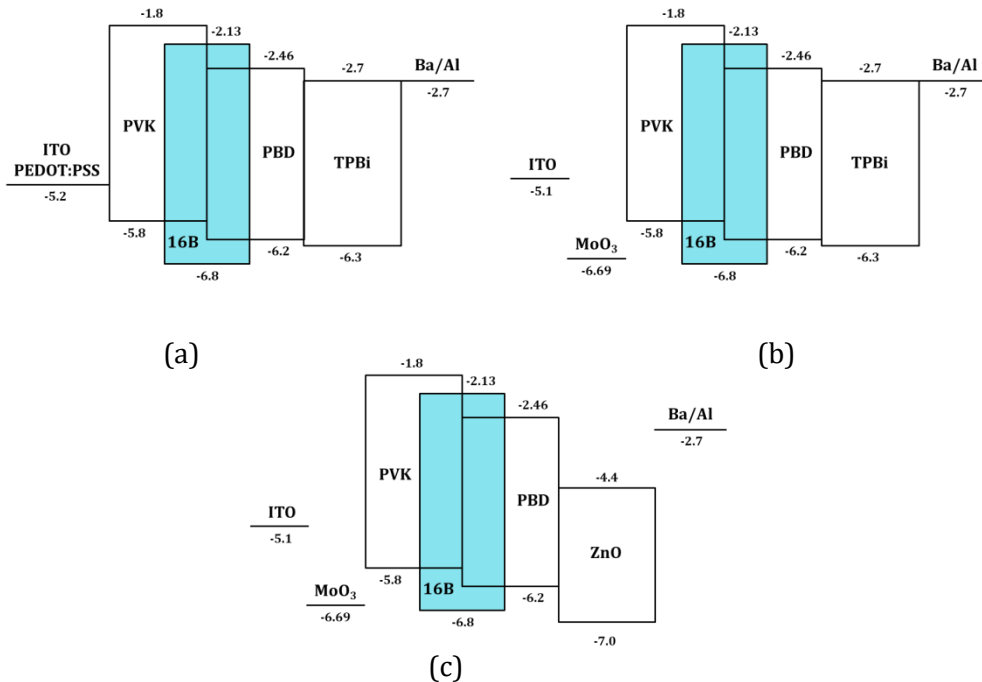 -1.8
-2.13
-2.46
-2.7
Ba/Al
-2.7
PVK
PBD
TPBi
ITO
PEDOT:PSS
-5.2
-5.8
16B
-6.2
-6.3
-6.8
(a)
-1.8
-2.13
-2.46
-2.7
Ba/Al
-2.7
PVK
PBD
TPBi
ITO
-5.1
-5.8
16B
MoO₃
-6.69
-6.2
-6.3
-6.8
(b)
-1.8
-2.13
-2.46
Ba/Al
-2.7
PVK
PBD
-4.4
ITO
-5.1
ZnO
-5.8
16B
MoO₃
-6.69
-6.2
-6.8
-7.0
(c)